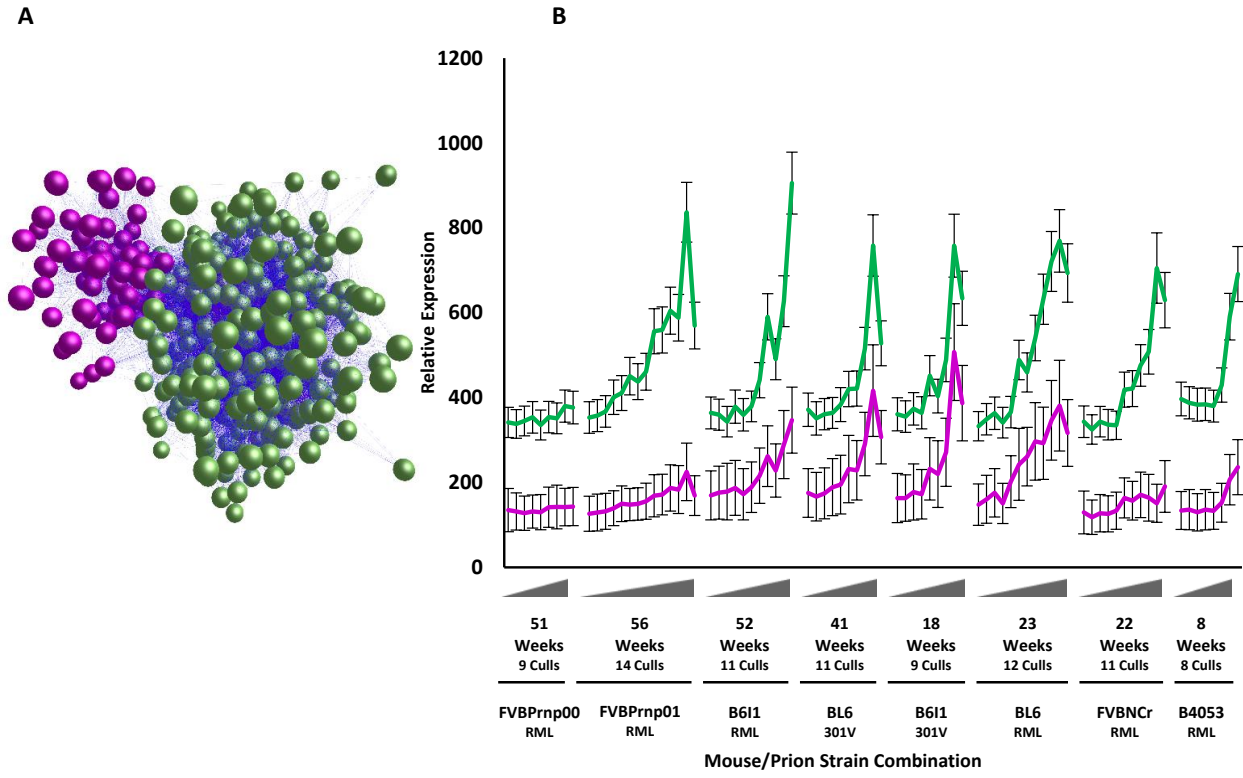 A
B
1200
1000
800
600
400
200
0
Relative Expression
51 56 52 41 18 23 22 8
Weeks Weeks Weeks Weeks Weeks Weeks Weeks Weeks
9 Culls 14 Culls 11 Culls 11 Culls 9 Culls 12 Culls 11 Culls 8 Culls
FVBPrnp00 FVBPrnp01 B6I1 BL6 B6I1 BL6 FVBNCr B4053
RML RML RML 301V 301V RML RML RML
Mouse/Prion Strain Combination